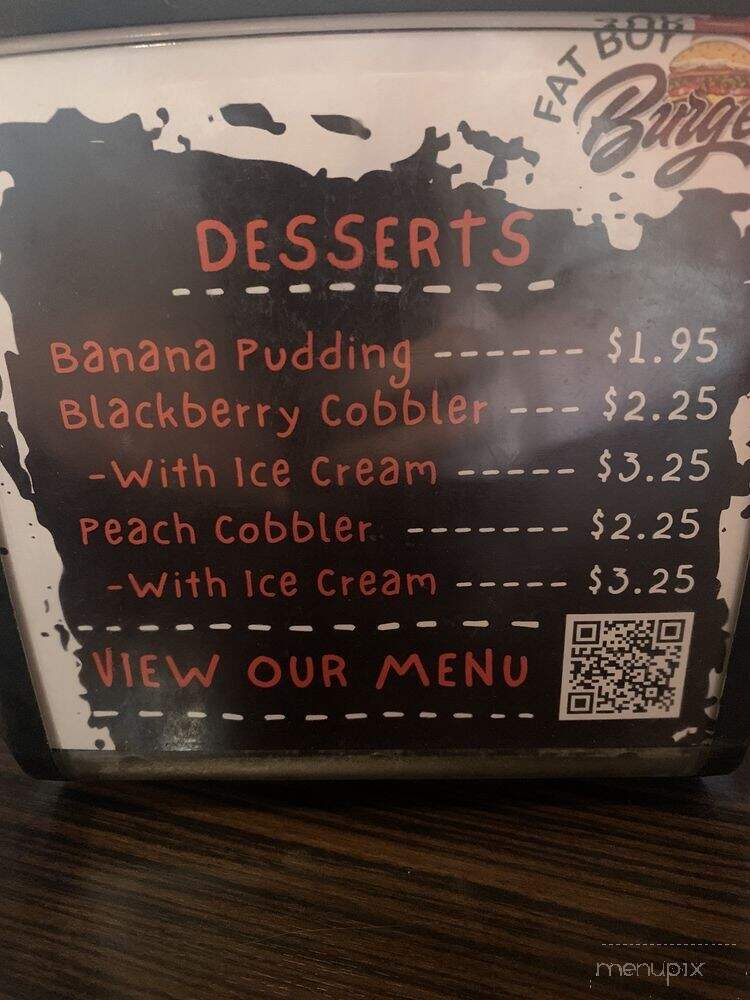 FAT BOY
Burge
DESSERTS
Banana Pudding ------ $1.95
Blackberry Cobbler --- $2.25
-With Ice Cream ----- $3.25
Peach Cobbler ------- $2.25
-With Ice Cream ----- $3.25
VIEW OUR MENU
menupix